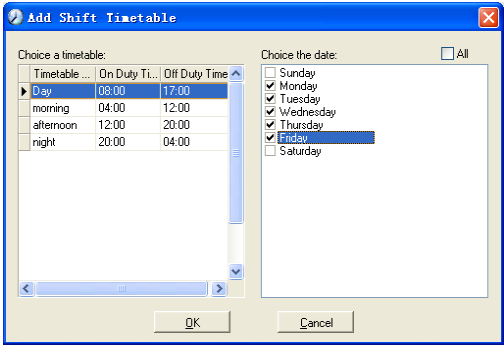 Add Shift Timetable
Choice a timetable:
Choice the date:
All
Timetable ... On Duty Ti... Off Duty Time
Day 08:00 17:00
morning 04:00 12:00
afternoon 12:00 20:00
night 20:00 04:00
Sunday
Monday
Tuesday
Wednesday
Thursday
Friday
Saturday
OK
Cancel